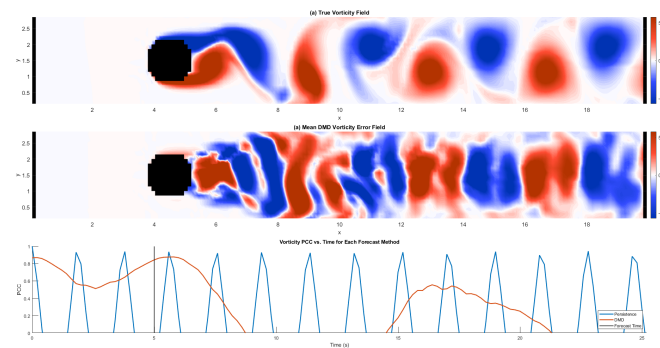 (a) True Vorticity Field
2.5
2
1.5
1
0.5
y
2 4 6 8 10 12 14 16 18
x
(a) Mean DMD Vorticity Error Field
2.5
2
1.5
1
0.5
y
2 4 6 8 10 12 14 16 18
x
Vorticity PCC vs. Time for Each Forecast Method
1
0.8
0.6
0.4
0.2
0
PCC
0 5 10 15 20 25
Time (s)
Persistence
DMD
Forecast Time